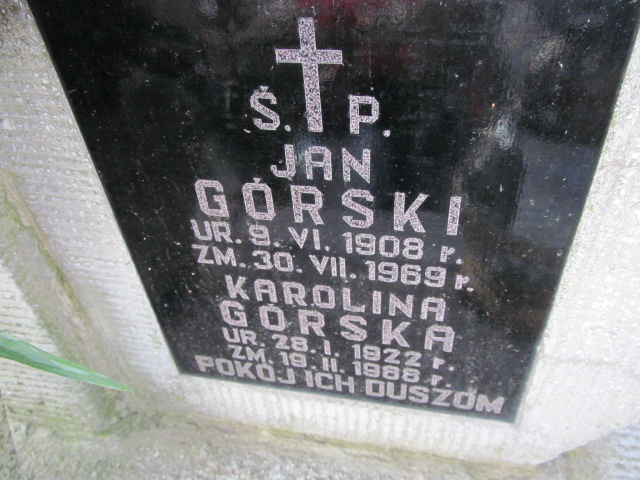 Ś. P.
JAN
GÓRSKI
UR. 9. VI. 1908 r.
ZM. 30. VII. 1969 r.
KAROLINA
GÓRSKA
UR. 28. I. 1922 r.
ZM. 19. II. 1988 r.
POKÓJ ICH DUSZOM